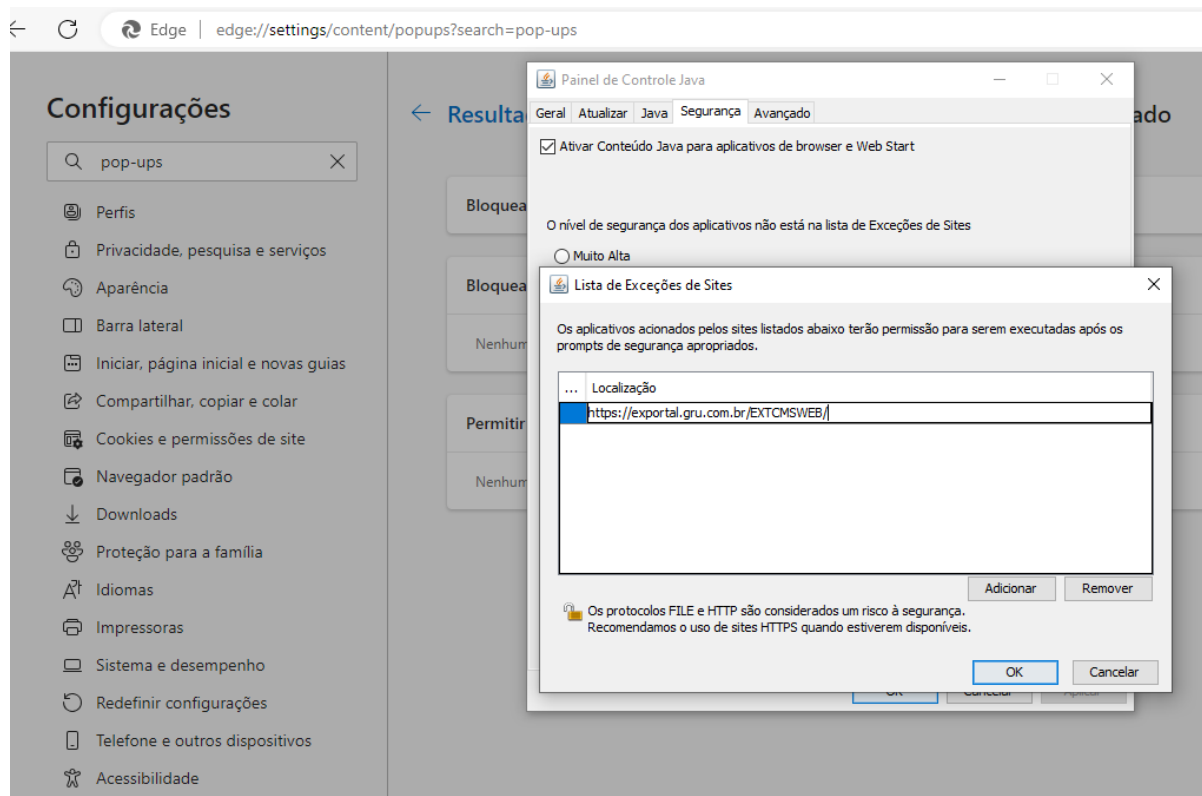 Edge | edge://settings/content/popups?search=pop-ups
Configurações
pop-ups
Perfis
Privacidade, pesquisa e serviços
Aparência
Barra lateral
Iniciar, página inicial e novas guias
Compartilhar, copiar e colar
Cookies e permissões de site
Navegador padrão
Downloads
Proteção para a família
Idiomas
Impressoras
Sistema e desempenho
Redefinir configurações
Telefone e outros dispositivos
Acessibilidade
Resulta
ado
Bloquea
Bloquea
Nenhum
Permitir
Nenhum
Painel de Controle Java
Geral Atualizar Java Segurança Avançado
Ativar Conteúdo Java para aplicativos de browser e Web Start
O nível de segurança dos aplicativos não está na lista de Exceções de Sites
Muito Alta
Lista de Exceções de Sites
Os aplicativos acionados pelos sites listados abaixo terão permissão para serem executadas após os
prompts de segurança apropriados.
... Localização
https://exportal.gru.com.br/EXTCMSWEB/
Adicionar Remover
Os protocolos FILE e HTTP são considerados um risco à segurança.
Recomendamos o uso de sites HTTPS quando estiverem disponíveis.
OK Cancelar